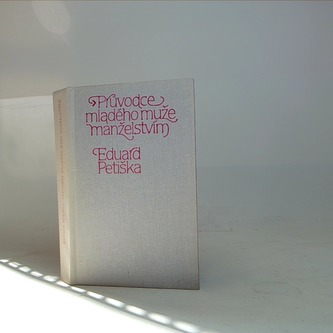 Průvodce
mladého muže
manželstvím
Eduard
Petiška